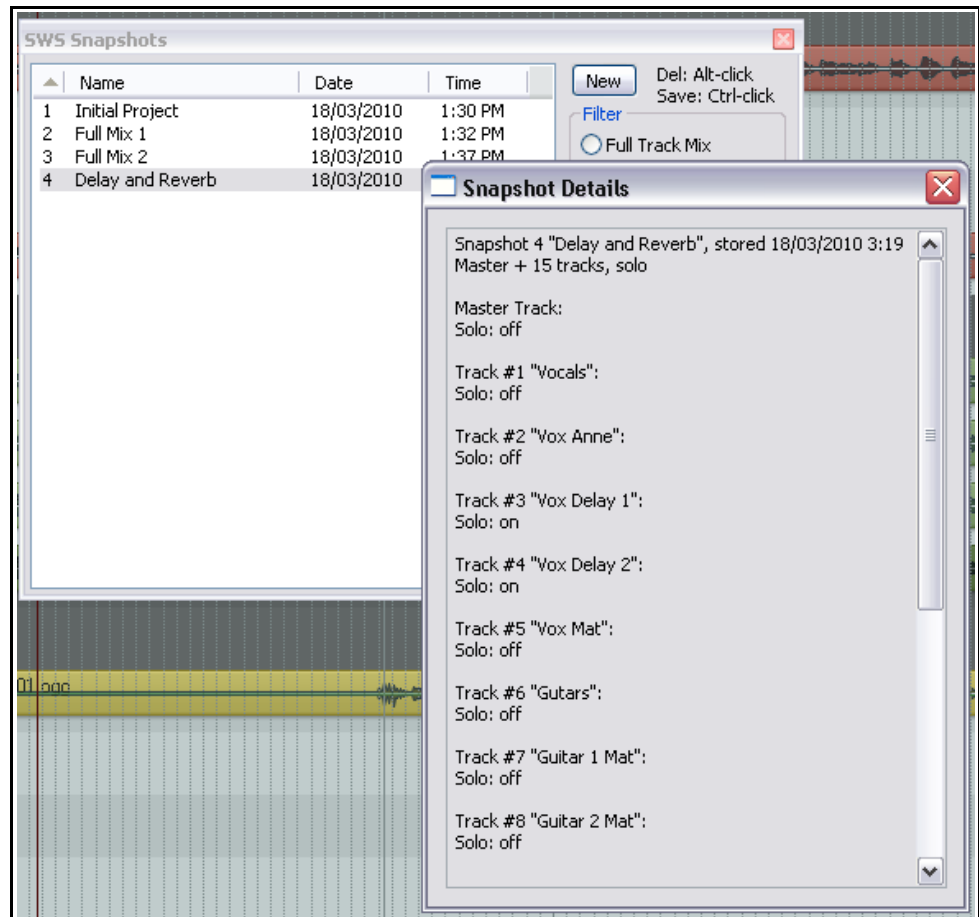 SWS Snapshots
Name Date Time
1 Initial Project 18/03/2010 1:30 PM
2 Full Mix 1 18/03/2010 1:32 PM
3 Full Mix 2 18/03/2010 1:37 PM
4 Delay and Reverb 18/03/2010
New
Del: Alt-click
Save: Ctrl-click
Filter
Full Track Mix
Snapshot Details
Snapshot 4 "Delay and Reverb", stored 18/03/2010 3:19
Master + 15 tracks, solo
Master Track:
Solo: off
Track #1 "Vocals":
Solo: off
Track #2 "Vox Anne":
Solo: off
Track #3 "Vox Delay 1":
Solo: on
Track #4 "Vox Delay 2":
Solo: on
Track #5 "Vox Mat":
Solo: off
Track #6 "Gutars":
Solo: off
Track #7 "Guitar 1 Mat":
Solo: off
Track #8 "Guitar 2 Mat":
Solo: off
01.ogg